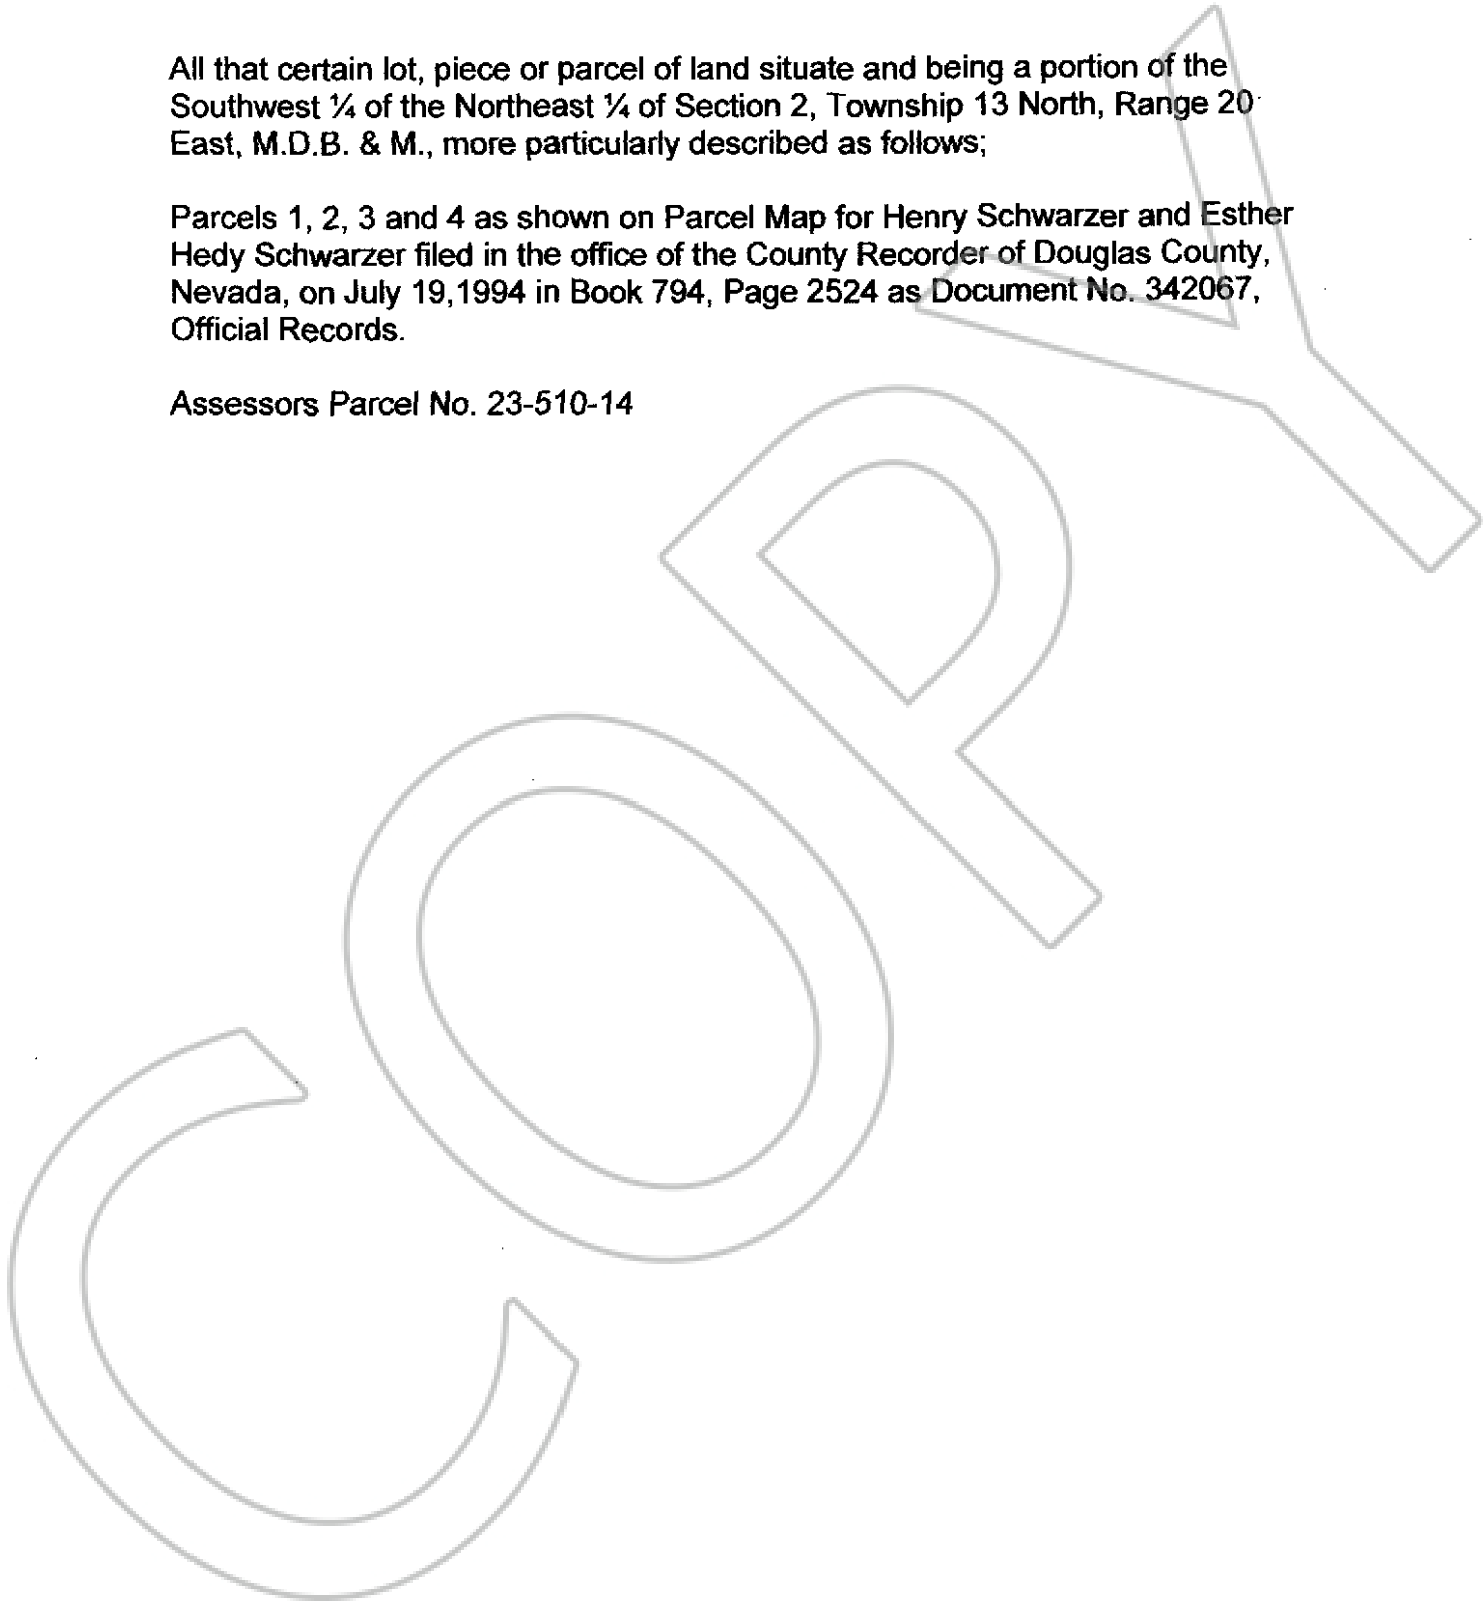 All that certain lot, piece or parcel of land situate and being a portion of the
Southwest ¼ of the Northeast ¼ of Section 2, Township 13 North, Range 20
East, M.D.B. & M., more particularly described as follows;
Parcels 1, 2, 3 and 4 as shown on Parcel Map for Henry Schwarzer and Esther
Hedy Schwarzer filed in the office of the County Recorder of Douglas County,
Nevada, on July 19,1994 in Book 794, Page 2524 as Document No. 342067,
Official Records.
Assessors Parcel No. 23-510-14
COPY